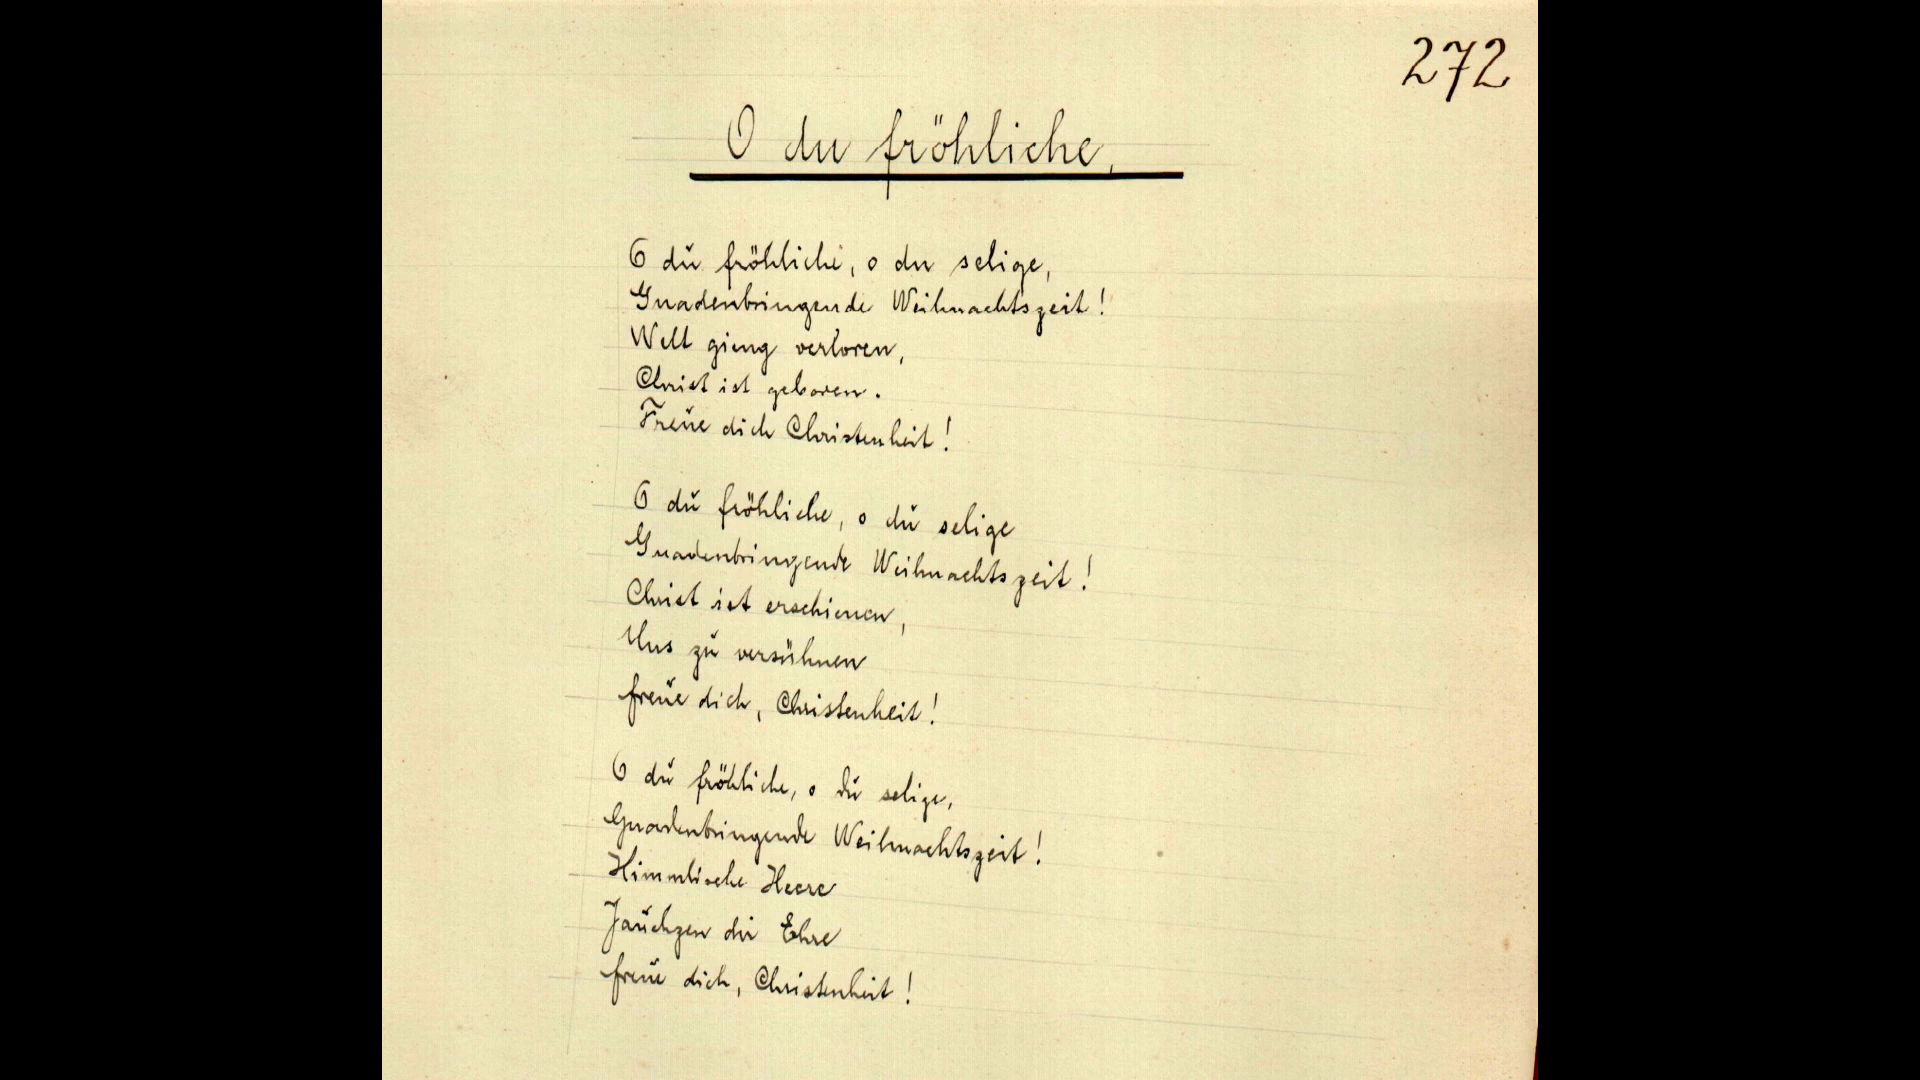 272
O du fröhliche,
O du fröhliche, o du selige,
Gnadenbringende Weihnachtszeit!
Welt gieng verloren,
Christ ist geboren.
Freue dich Christenheit!
O du fröhliche, o du selige
Gnadenbringende Weihnachtszeit!
Christ ist erschienen,
Uns zu versühnen
freue dich, Christenheit!
O du fröhliche, o du selige,
Gnadenbringende Weihnachtszeit!
Himmlische Heere
Jauchzen dir Ehre
freue dich, Christenheit!